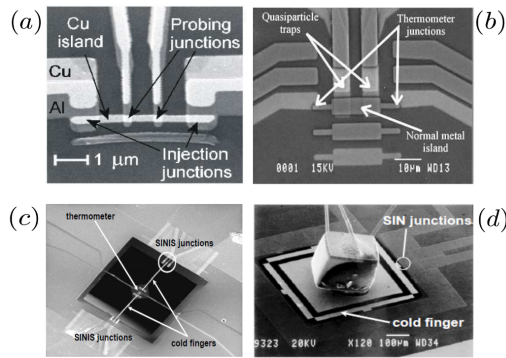 (a)
Cu
island
Probing
junctions
Cu
Al
1 μm
Injection
junctions
(b)
Quasiparticle
traps
Thermometer
junctions
Normal metal
island
0001 15KV 10μm WD13
(c)
thermometer
SINIS junctions
SINIS junctions
cold fingers
(d)
SIN junctions
cold finger
9323 20KV X120 100μm WD34